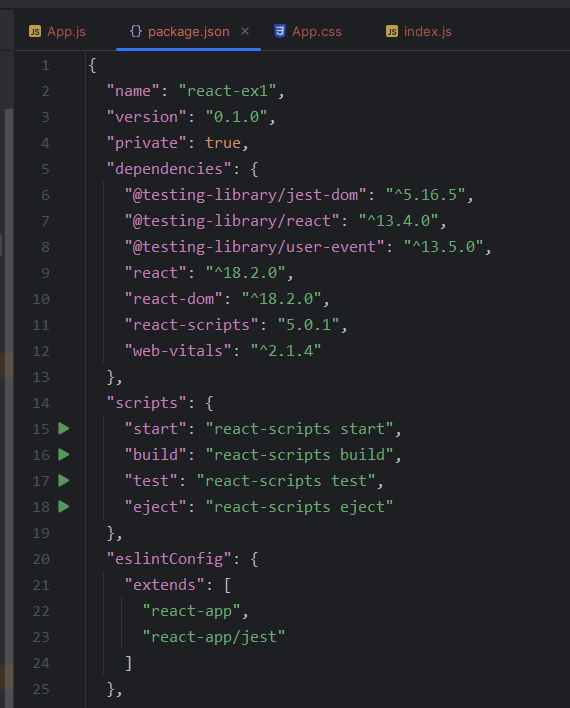 JS App.js {} package.json × App.css JS index.js
1 {
2 "name": "react-ex1",
3 "version": "0.1.0",
4 "private": true,
5 "dependencies": {
6 "@testing-library/jest-dom": "^5.16.5",
7 "@testing-library/react": "^13.4.0",
8 "@testing-library/user-event": "^13.5.0",
9 "react": "^18.2.0",
10 "react-dom": "^18.2.0",
11 "react-scripts": "5.0.1",
12 "web-vitals": "^2.1.4"
13 },
14 "scripts": {
15 "start": "react-scripts start",
16 "build": "react-scripts build",
17 "test": "react-scripts test",
18 "eject": "react-scripts eject"
19 },
20 "eslintConfig": {
21 "extends": [
22 "react-app",
23 "react-app/jest"
24 ]
25 },